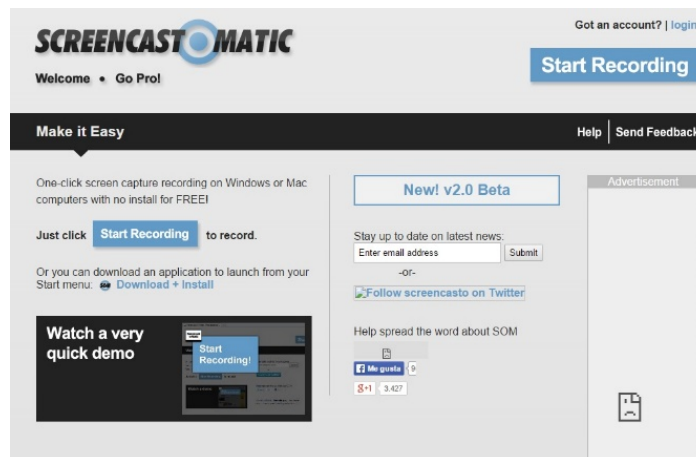 SCREENCAST O MATIC
Got an account? | login
Welcome • Go Pro!
Start Recording
Make it Easy
Help | Send Feedback
One-click screen capture recording on Windows or Mac
computers with no install for FREE!
Just click Start Recording to record.
Or you can download an application to launch from your
Start menu: Download + Install
Watch a very
quick demo
Start
Recording!
New! v2.0 Beta
Stay up to date on latest news:
Enter email address Submit
-or-
Follow screencasto on Twitter
Help spread the word about SOM
Me gusta 9
g+1 3.427
Advertisement